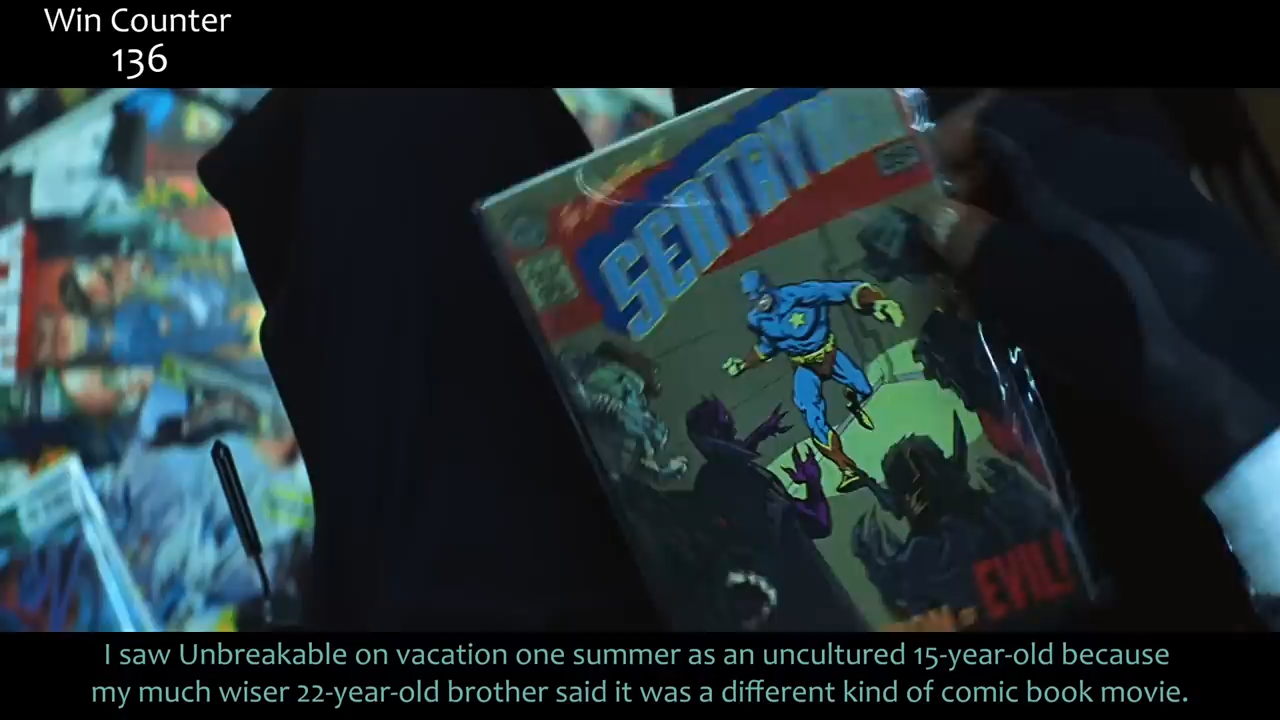 Win Counter
136
SENTRYMAN
EVIL!
I saw Unbreakable on vacation one summer as an uncultured 15-year-old because
my much wiser 22-year-old brother said it was a different kind of comic book movie.